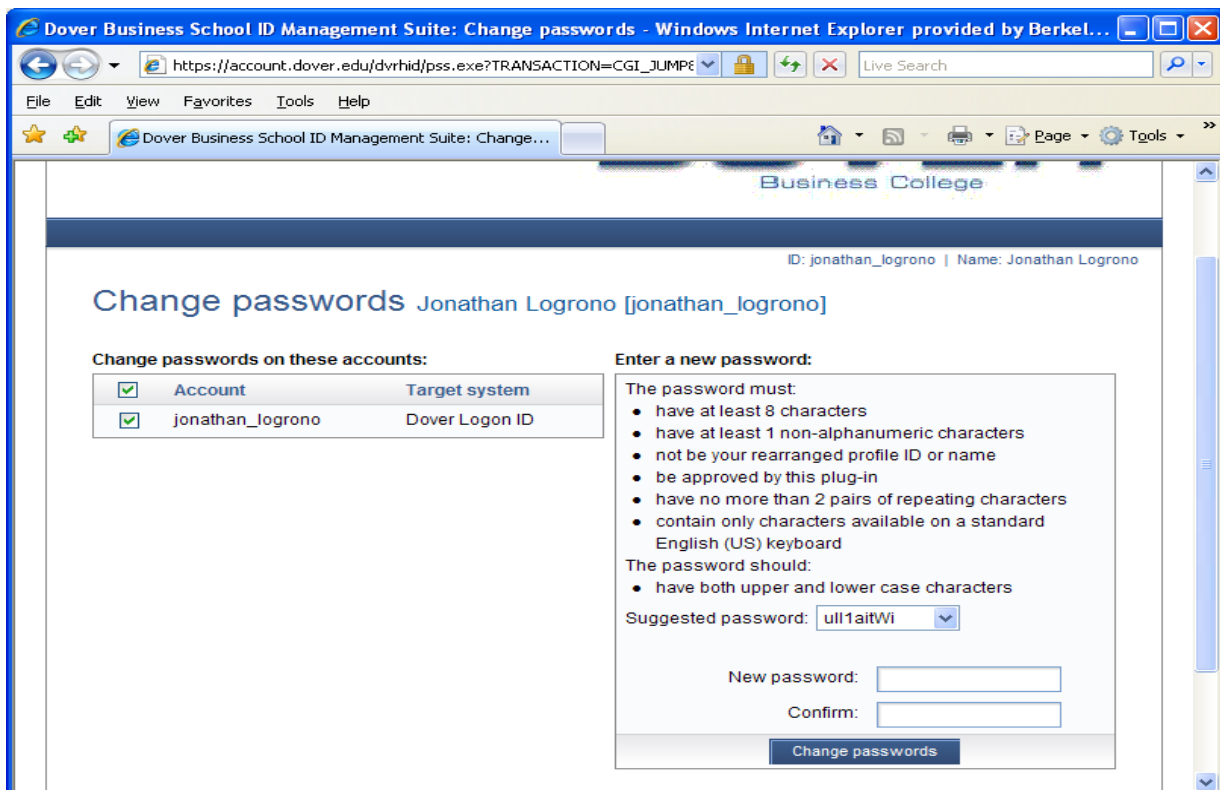 Dover Business School ID Management Suite: Change passwords - Windows Internet Explorer provided by Berkel...
https://account.dover.edu/dvrhid/pss.exe?TRANSACTION=CGI_JUMP&
Live Search
File Edit View Favorites Tools Help
Dover Business School ID Management Suite: Change...
Page Tools
Business College
ID: jonathan_logrono | Name: Jonathan Logrono
Change passwords Jonathan Logrono [jonathan_logrono]
Change passwords on these accounts:
Account Target system
jonathan_logrono Dover Logon ID
Enter a new password:
The password must:
• have at least 8 characters
• have at least 1 non-alphanumeric characters
• not be your rearranged profile ID or name
• be approved by this plug-in
• have no more than 2 pairs of repeating characters
• contain only characters available on a standard
English (US) keyboard
The password should:
• have both upper and lower case characters
Suggested password: ull1aitWi
New password:
Confirm:
Change passwords